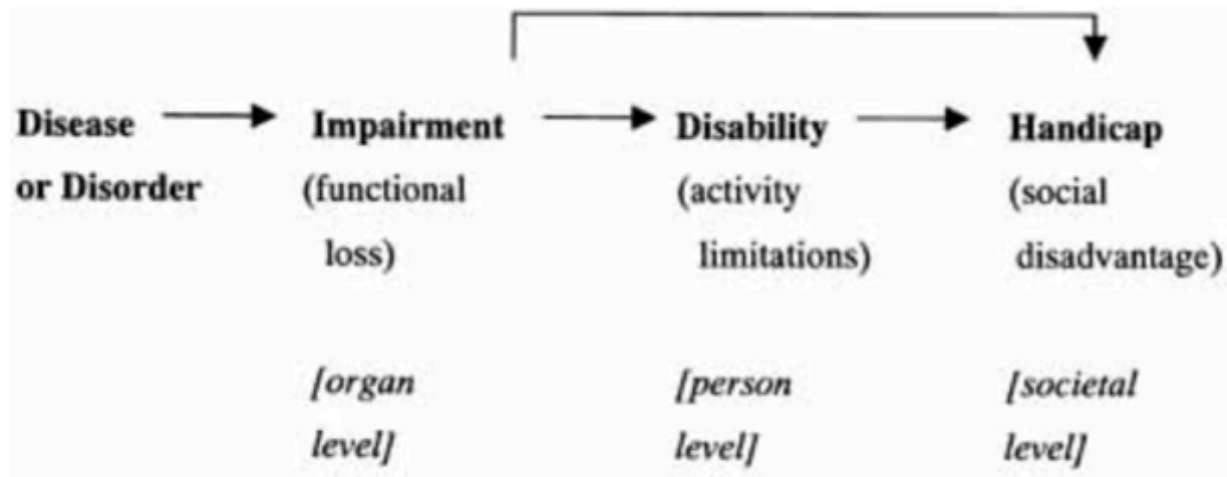 Disease Impairment Disability Handicap
or Disorder (functional (activity (social
loss) limitations) disadvantage)
[organ [person [societal
level] level] level]